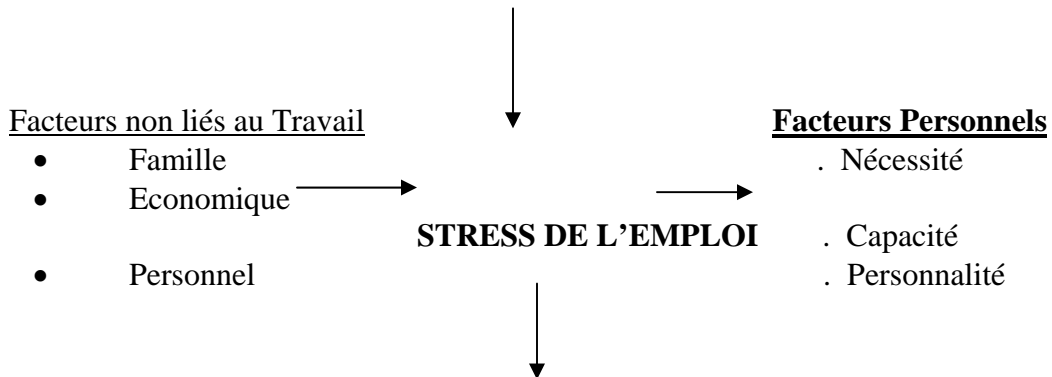 Facteurs non liés au Travail
• Famille
• Economique
• Personnel
STRESS DE L’EMPLOI
Facteurs Personnels
. Nécessité
. Capacité
. Personnalité